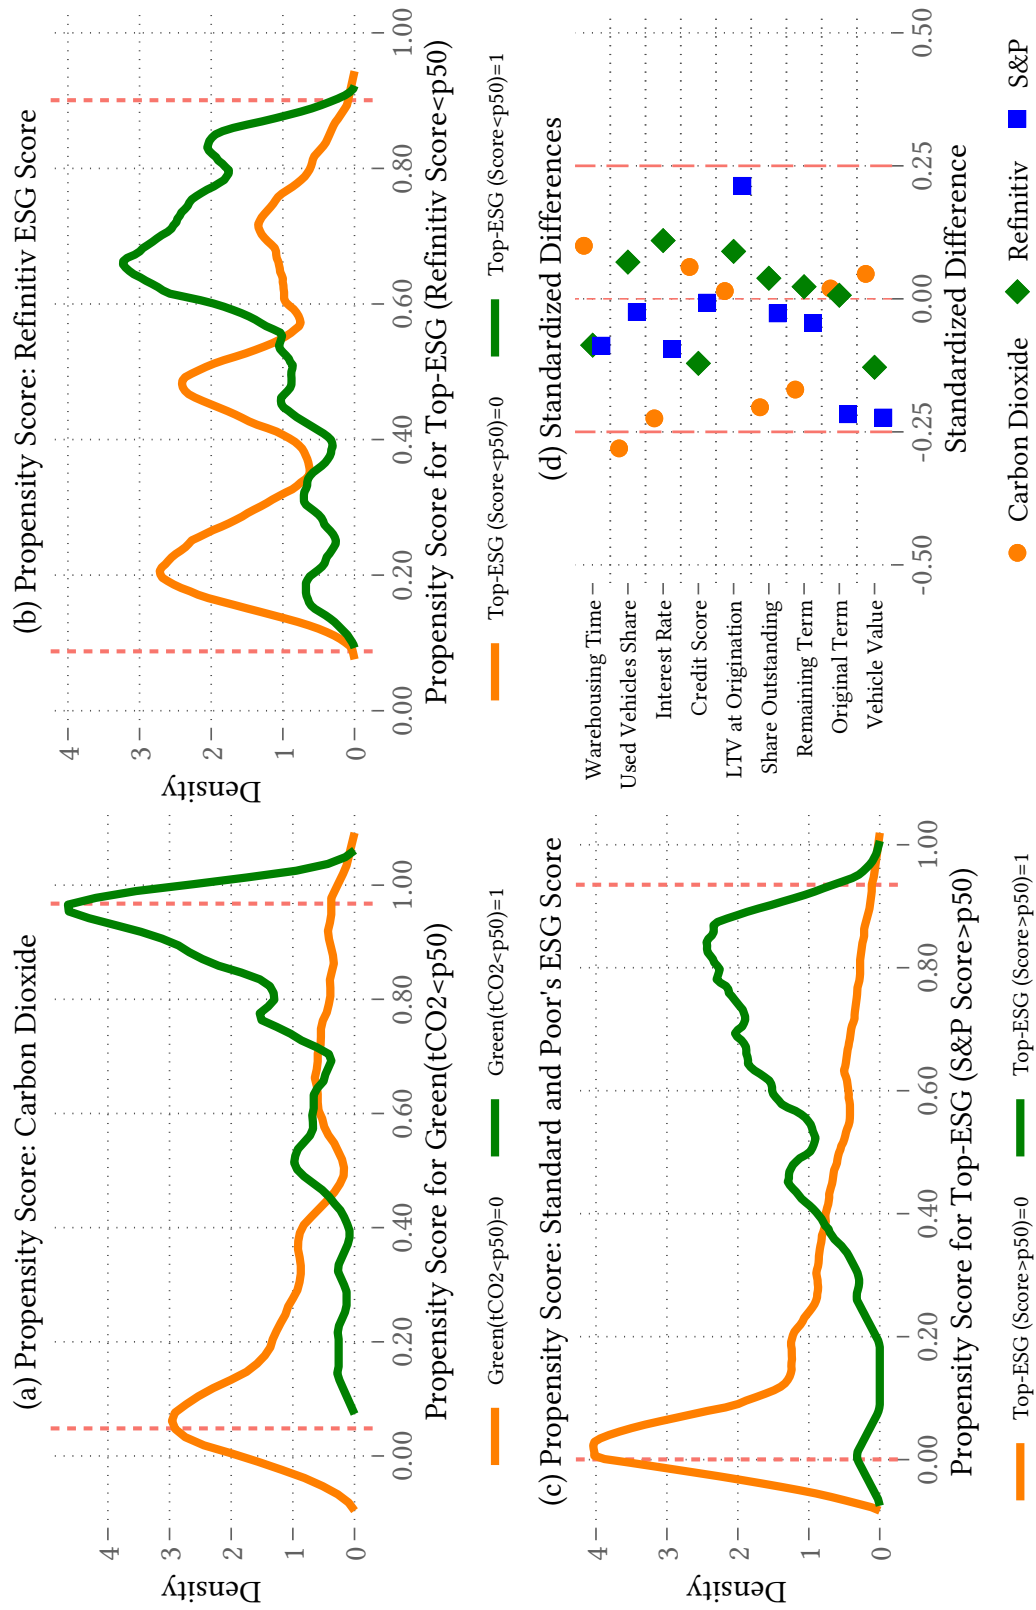 (a) Propensity Score: Carbon Dioxide
Density
4
3
2
1
0
0.00
0.20
0.40
0.60
0.80
1.00
Propensity Score for Green(tCO2<p50)
Green(tCO2<p50)=0
Green(tCO2<p50)=1
(b) Propensity Score: Refinitiv ESG Score
Density
4
3
2
1
0
0.00
0.20
0.40
0.60
0.80
1.00
Propensity Score for Top-ESG (Refinitiv Score<p50)
Top-ESG (Score<p50)=0
Top-ESG (Score<p50)=1
(c) Propensity Score: Standard and Poor's ESG Score
Density
4
3
2
1
0
0.00
0.20
0.40
0.60
0.80
1.00
Propensity Score for Top-ESG (S&P Score>p50)
Top-ESG (Score>p50)=0
Top-ESG (Score>p50)=1
(d) Standardized Differences
Warehousing Time
Used Vehicles Share
Interest Rate
Credit Score
LTV at Origination
Share Outstanding
Remaining Term
Original Term
Vehicle Value
-0.50
-0.25
0.00
0.25
0.50
Standardized Difference
Carbon Dioxide
Refinitiv
S&P